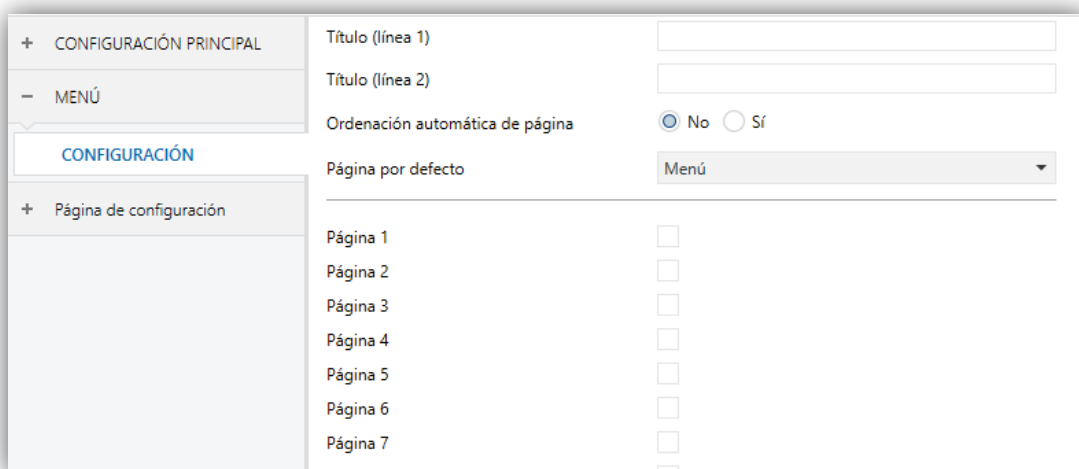 CONFIGURACIÓN PRINCIPAL
MENÚ
CONFIGURACIÓN
Página de configuración
Título (línea 1)
Título (línea 2)
Ordenación automática de página No Sí
Página por defecto Menú
Página 1
Página 2
Página 3
Página 4
Página 5
Página 6
Página 7